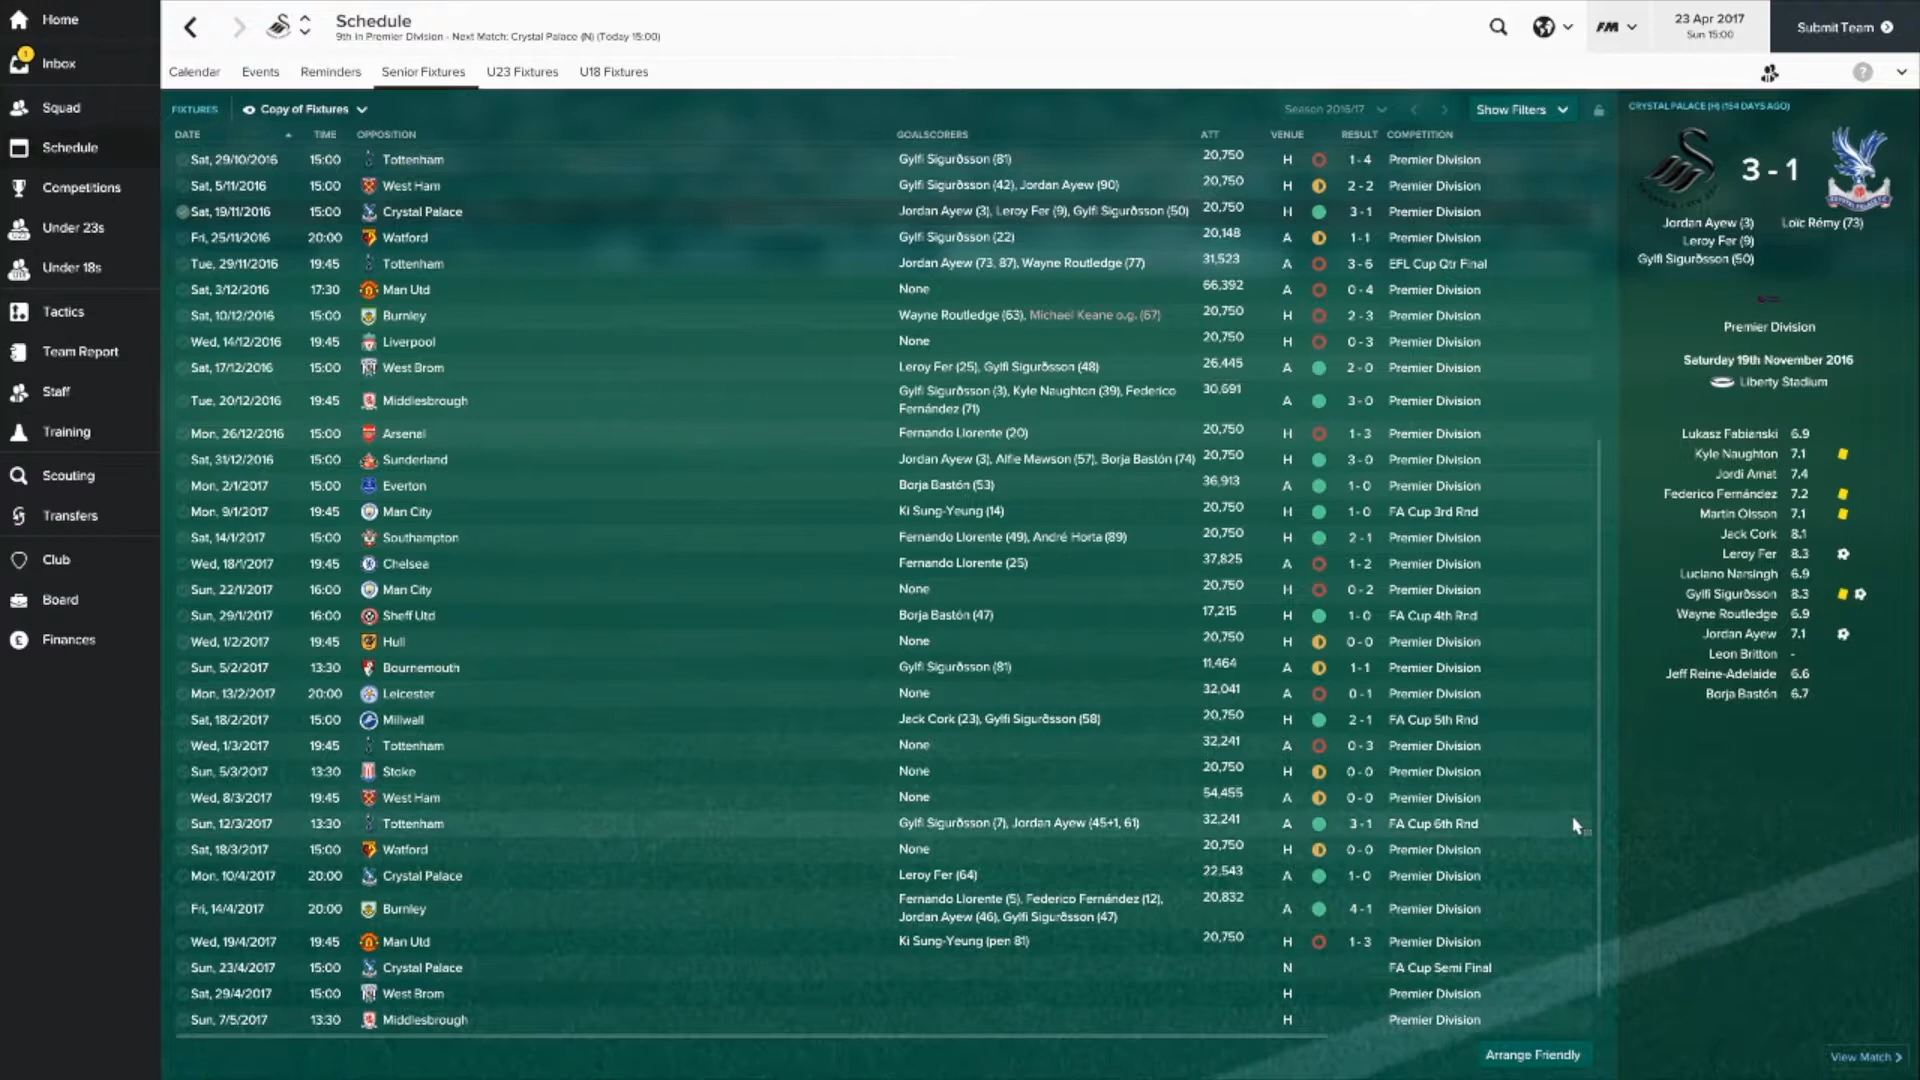 Home
Schedule
9th in Premier Division - Next Match: Crystal Palace (N) (Today 15:00)
FM
23 Apr 2017
Sun 15:00
Submit Team
1
Inbox
Calendar
Events
Reminders
Senior Fixtures
U23 Fixtures
U18 Fixtures
?
Squad
Schedule
Competitions
Under 23s
Under 18s
Tactics
Team Report
Staff
Training
Scouting
Transfers
Club
Board
Finances
FIXTURES Copy of Fixtures Season 2016/17 Show Filters
DATE TIME OPPOSITION GOALSCORERS ATT VENUE RESULT COMPETITION
Sat, 29/10/2016 15:00 Tottenham Gylfi Sigurðsson (81) 20,750 H 1 - 4 Premier Division
Sat, 5/11/2016 15:00 West Ham Gylfi Sigurðsson (42), Jordan Ayew (90) 20,750 H 2 - 2 Premier Division
Sat, 19/11/2016 15:00 Crystal Palace Jordan Ayew (3), Leroy Fer (9), Gylfi Sigurðsson (50) 20,750 H 3 - 1 Premier Division
Fri, 25/11/2016 20:00 Watford Gylfi Sigurðsson (22) 20,148 A 1 - 1 Premier Division
Tue, 29/11/2016 19:45 Tottenham Jordan Ayew (73, 87), Wayne Routledge (77) 31,523 A 3 - 6 EFL Cup Qtr Final
Sat, 3/12/2016 17:30 Man Utd None 66,392 A 0 - 4 Premier Division
Sat, 10/12/2016 15:00 Burnley Wayne Routledge (63), Michael Keane o.g. (67) 20,750 H 2 - 3 Premier Division
Wed, 14/12/2016 19:45 Liverpool None 20,750 H 0 - 3 Premier Division
Sat, 17/12/2016 15:00 West Brom Leroy Fer (25), Gylfi Sigurðsson (48) 26,445 A 2 - 0 Premier Division
Tue, 20/12/2016 19:45 Middlesbrough Gylfi Sigurðsson (3), Kyle Naughton (39), Federico 30,691 A 3 - 0 Premier Division
Fernández (71)
Mon, 26/12/2016 15:00 Arsenal Fernando Llorente (20) 20,750 H 1 - 3 Premier Division
Sat, 31/12/2016 15:00 Sunderland Jordan Ayew (3), Alfie Mawson (57), Borja Bastón (74) 20,750 H 3 - 0 Premier Division
Mon, 2/1/2017 15:00 Everton Borja Bastón (53) 36,913 A 1 - 0 Premier Division
Mon, 9/1/2017 19:45 Man City Ki Sung-Yeung (14) 20,750 H 1 - 0 FA Cup 3rd Rnd
Sat, 14/1/2017 15:00 Southampton Fernando Llorente (49), André Horta (89) 20,750 H 2 - 1 Premier Division
Wed, 18/1/2017 19:45 Chelsea Fernando Llorente (25) 37,825 A 1 - 2 Premier Division
Sun, 22/1/2017 16:00 Man City None 20,750 H 0 - 2 Premier Division
Sun, 29/1/2017 16:00 Sheff Utd Borja Bastón (47) 17,215 H 1 - 0 FA Cup 4th Rnd
Wed, 1/2/2017 19:45 Hull None 20,750 H 0 - 0 Premier Division
Sun, 5/2/2017 13:30 Bournemouth Gylfi Sigurðsson (81) 11,464 A 1 - 1 Premier Division
Mon, 13/2/2017 20:00 Leicester None 32,041 A 0 - 1 Premier Division
Sat, 18/2/2017 15:00 Millwall Jack Cork (23), Gylfi Sigurðsson (58) 20,750 H 2 - 1 FA Cup 5th Rnd
Wed, 1/3/2017 19:45 Tottenham None 32,241 A 0 - 3 Premier Division
Sun, 5/3/2017 13:30 Stoke None 20,750 H 0 - 0 Premier Division
Wed, 8/3/2017 19:45 West Ham None 54,455 A 0 - 0 Premier Division
Sun, 12/3/2017 13:30 Tottenham Gylfi Sigurðsson (7), Jordan Ayew (45+1, 61) 32,241 A 3 - 1 FA Cup 6th Rnd
Sat, 18/3/2017 15:00 Watford None 20,750 H 0 - 0 Premier Division
Mon, 10/4/2017 20:00 Crystal Palace Leroy Fer (64) 22,543 A 1 - 0 Premier Division
Fri, 14/4/2017 20:00 Burnley Fernando Llorente (5), Federico Fernández (12), 20,832 A 4 - 1 Premier Division
Jordan Ayew (46), Gylfi Sigurðsson (47)
Wed, 19/4/2017 19:45 Man Utd Ki Sung-Yeung (pen 81) 20,750 H 1 - 3 Premier Division
Sun, 23/4/2017 15:00 Crystal Palace N FA Cup Semi Final
Sat, 29/4/2017 15:00 West Brom H Premier Division
Sun, 7/5/2017 13:30 Middlesbrough H Premier Division
Arrange Friendly
CRYSTAL PALACE (H) (154 DAYS AGO)
3 - 1
Jordan Ayew (3) Loïc Rémy (73)
Leroy Fer (9)
Gylfi Sigurðsson (50)
Premier Division
Saturday 19th November 2016
Liberty Stadium
Lukasz Fabianski 6.9
Kyle Naughton 7.1
Jordi Amat 7.4
Federico Fernández 7.2
Martin Olsson 7.1
Jack Cork 8.1
Leroy Fer 8.3
Luciano Narsingh 6.9
Gylfi Sigurðsson 8.3
Wayne Routledge 6.9
Jordan Ayew 7.1
Leon Britton -
Jeff Reine-Adelaide 6.6
Borja Bastón 6.7
View Match